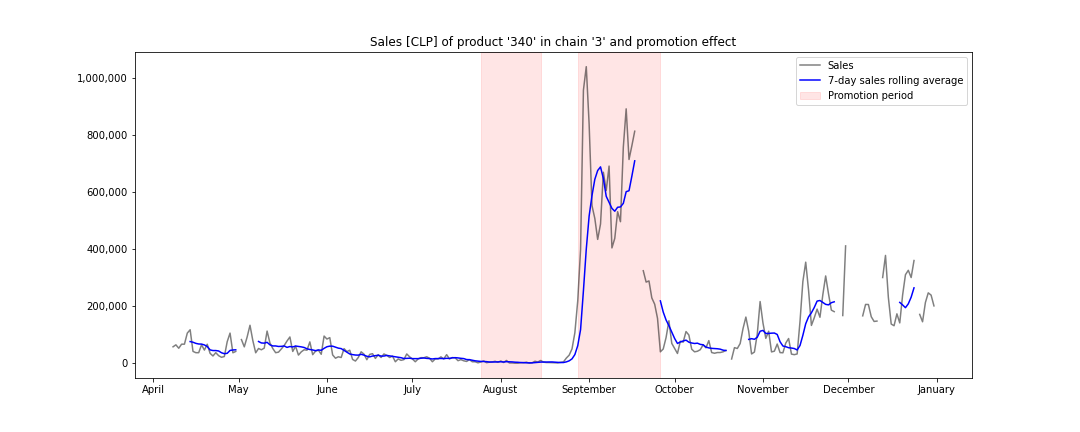 Sales [CLP] of product '340' in chain '3' and promotion effect
Sales
7-day sales rolling average
Promotion period
1,000,000
800,000
600,000
400,000
200,000
0
April May June July August September October November December January